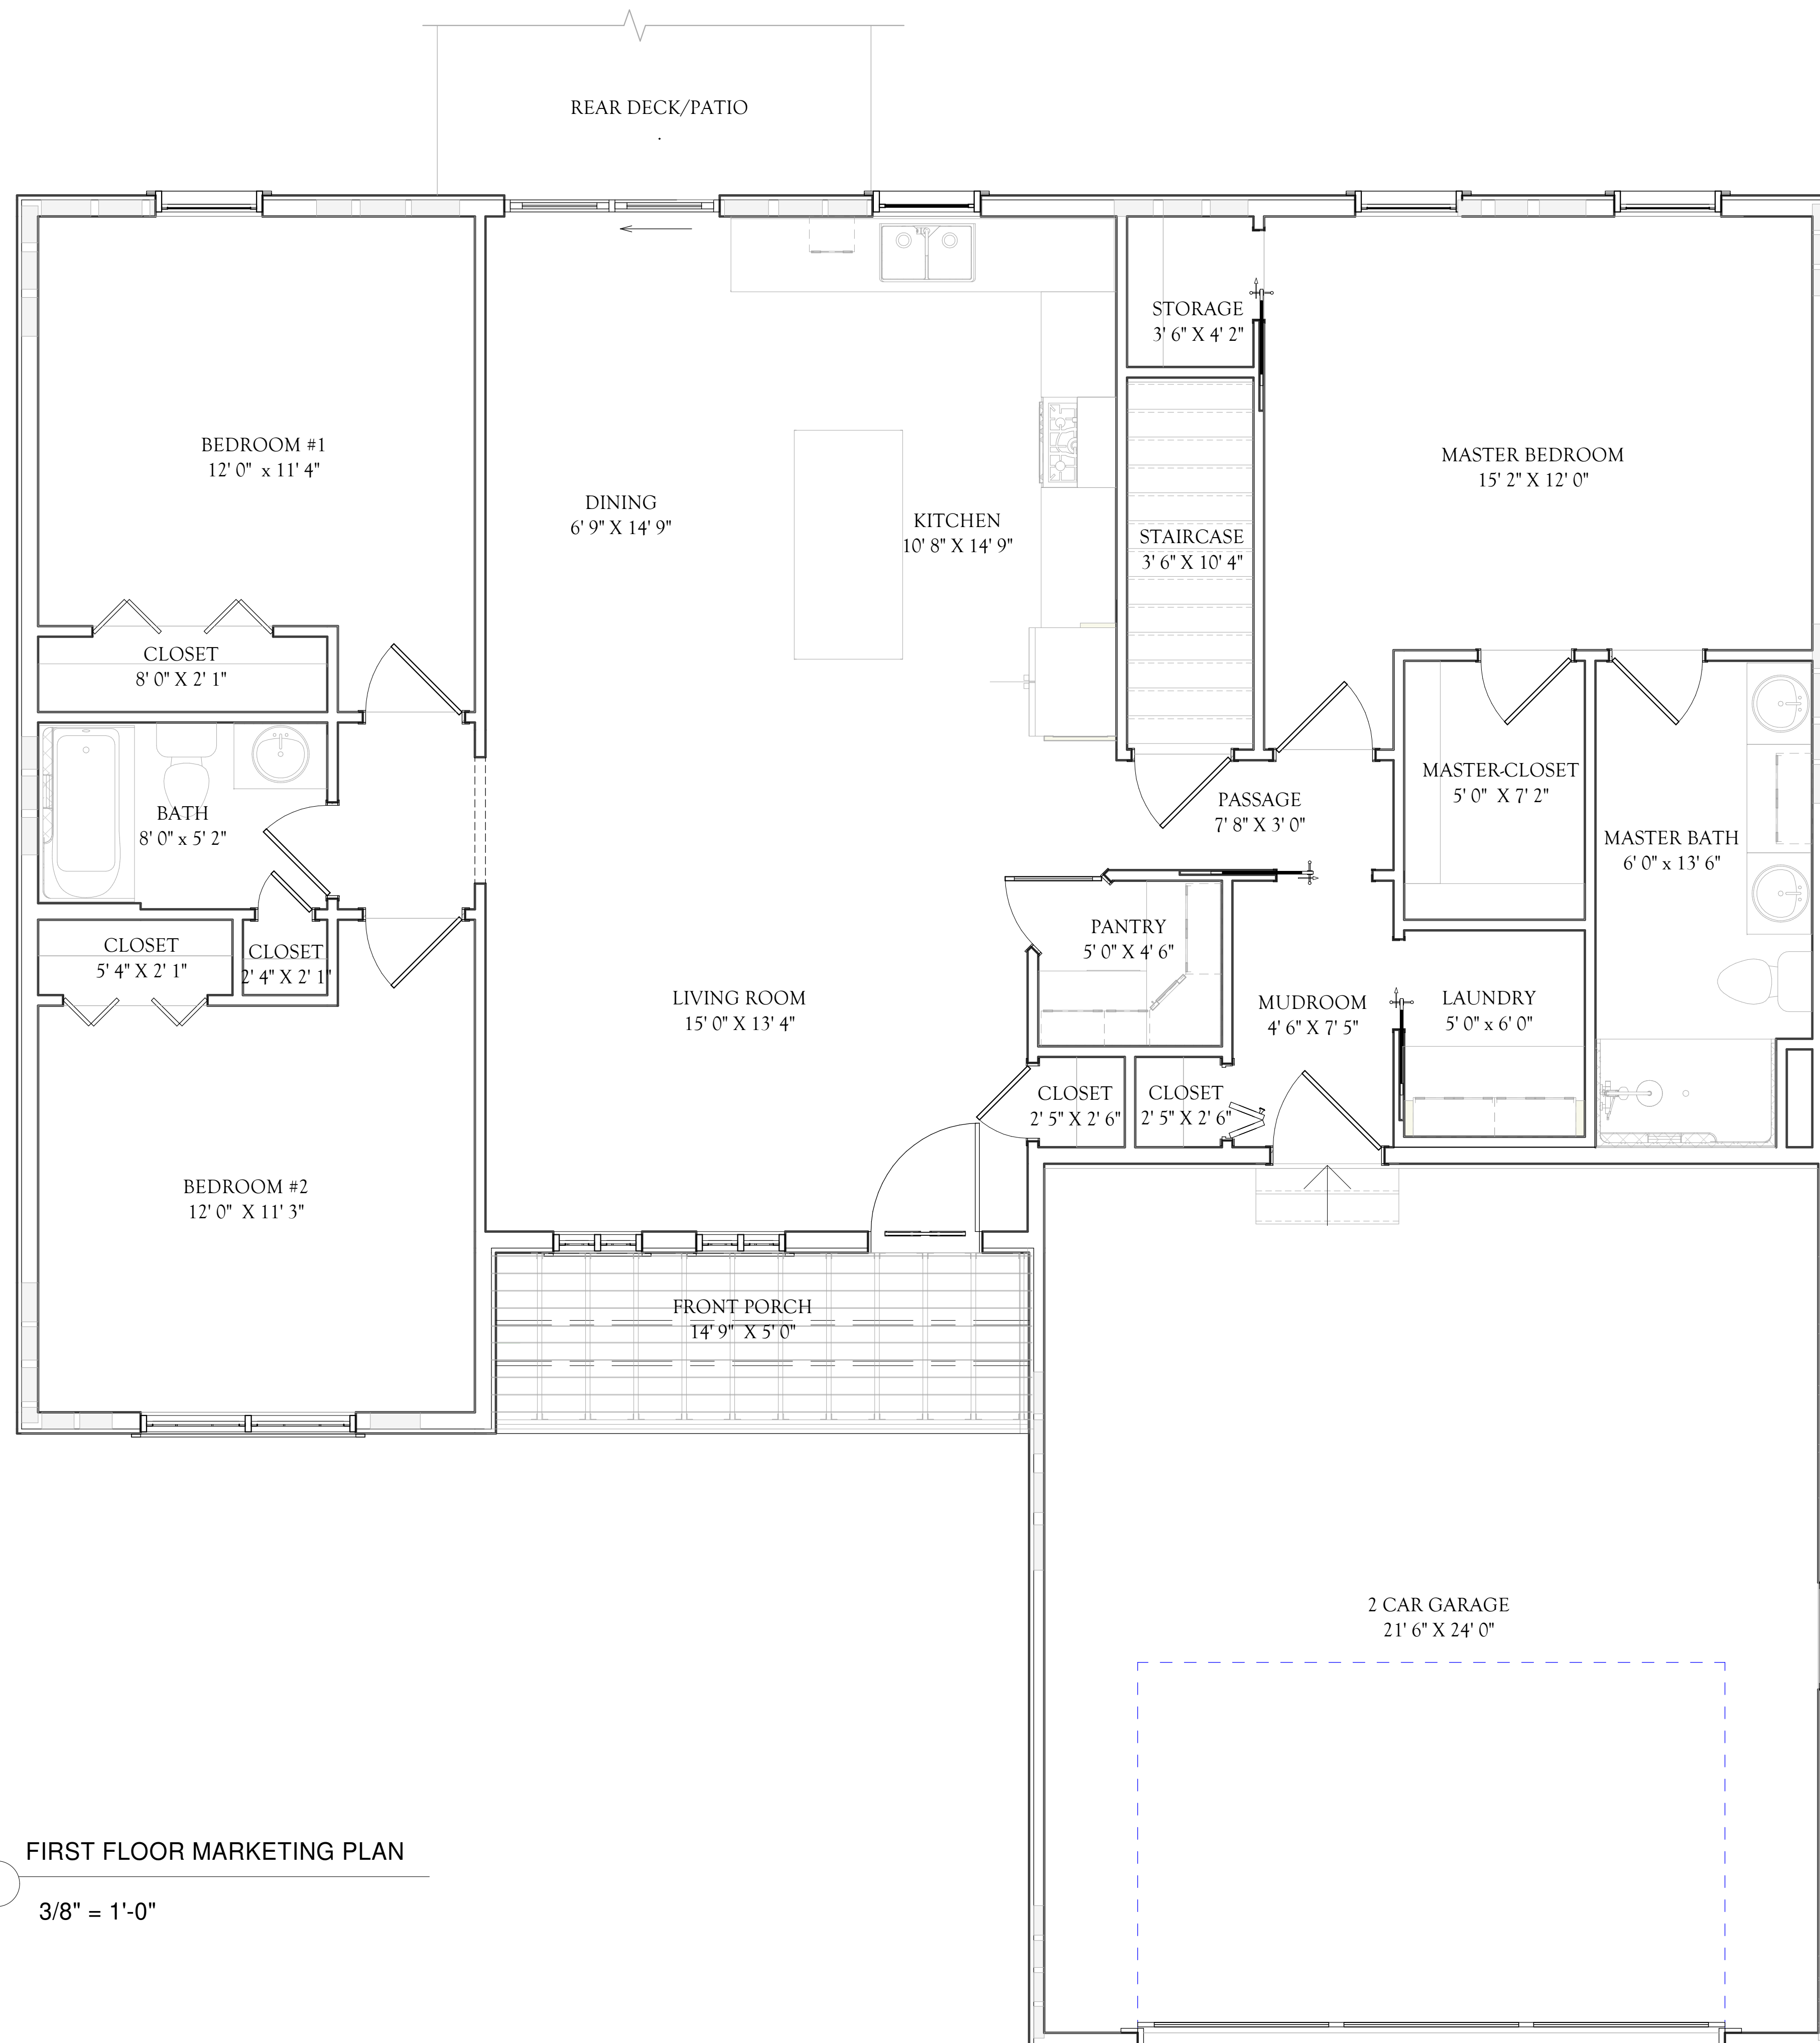 REAR DECK/PATIO
.
STORAGE
3' 6" X 4' 2"
BEDROOM #1
12' 0" x 11' 4"
MASTER BEDROOM
15' 2" X 12' 0"
DINING
6' 9" X 14' 9"
KITCHEN
10' 8" X 14' 9"
STAIRCASE
3' 6" X 10' 4"
CLOSET
8' 0" X 2' 1"
MASTER-CLOSET
5' 0" X 7' 2"
PASSAGE
7' 8" X 3' 0"
BATH
8' 0" x 5' 2"
MASTER BATH
6' 0" x 13' 6"
PANTRY
5' 0" X 4' 6"
CLOSET
5' 4" X 2' 1"
CLOSET
2' 4" X 2' 1"
LIVING ROOM
15' 0" X 13' 4"
MUDROOM
4' 6" X 7' 5"
LAUNDRY
5' 0" x 6' 0"
CLOSET
2' 5" X 2' 6"
CLOSET
2' 5" X 2' 6"
BEDROOM #2
12' 0" X 11' 3"
FRONT PORCH
14' 9" X 5' 0"
2 CAR GARAGE
21' 6" X 24' 0"
FIRST FLOOR MARKETING PLAN
3/8" = 1'-0"